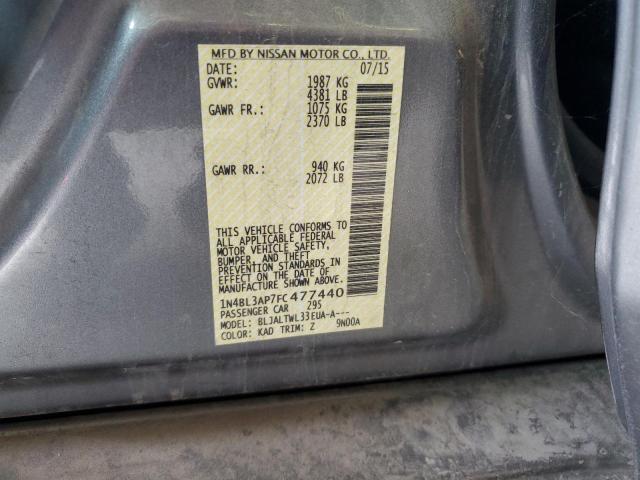 MFD BY NISSAN MOTOR CO., LTD.
DATE: 07/15
GVWR: 1987 KG
4381 LB
GAWR FR.: 1075 KG
2370 LB
GAWR RR.: 940 KG
2072 LB
THIS VEHICLE CONFORMS TO
ALL APPLICABLE FEDERAL
MOTOR VEHICLE SAFETY,
BUMPER, AND THEFT
PREVENTION STANDARDS IN
EFFECT ON THE DATE OF
MANUFACTURE SHOWN ABOVE.
1N4BL3AP7FC477440
PASSENGER CAR 295
MODEL: BLJALTWL33EUA-A---
COLOR: KAD TRIM: Z 9N00A